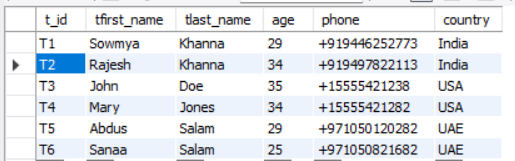 t_id tfirst_name tlast_name age phone country
T1 Sowmya Khanna 29 +919446252773 India
T2 Rajesh Khanna 34 +919497822113 India
T3 John Doe 35 +15555421238 USA
T4 Mary Jones 34 +15555421282 USA
T5 Abdus Salam 29 +971050120282 UAE
T6 Sanaa Salam 25 +971050821682 UAE